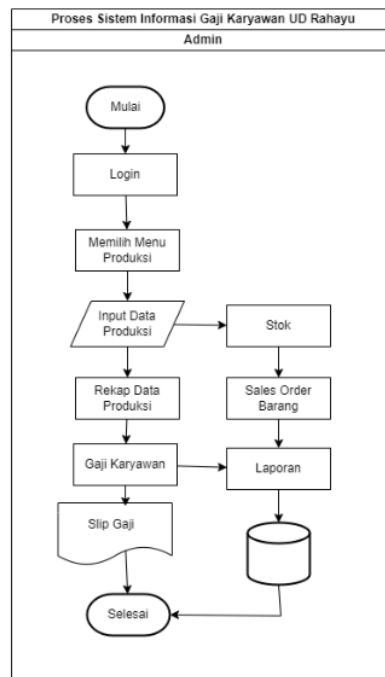 Proses Sistem Informasi Gaji Karyawan UD Rahayu
Admin
Mulai
Login
Memilih Menu
Produksi
Input Data
Produksi
Stok
Rekap Data
Produksi
Sales Order
Barang
Gaji Karyawan
Laporan
Slip Gaji
Selesai